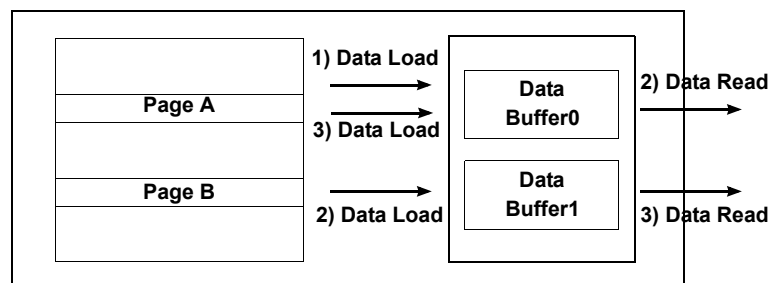 1) Data Load
Page A
3) Data Load
Data
Buffer0
2) Data Read
Page B
2) Data Load
Data
Buffer1
3) Data Read